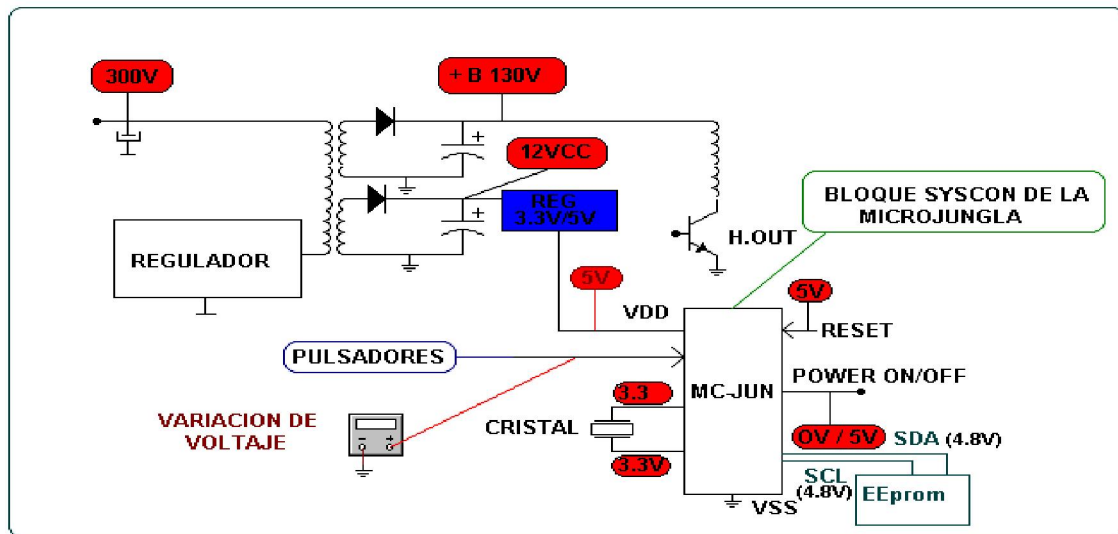 300V
+ B 130V
12VCC
REG
3.3V/5V
BLOQUE SYSCON DE LA
MICROJUNGLA
H.OUT
REGULADOR
5V
VDD
5V
RESET
PULSADORES
MC-JUN
POWER ON/OFF
3.3
CRISTAL
3.3V
VARIACION DE
VOLTAJE
0V / 5V
SDA (4.8V)
SCL
(4.8V)
EEprom
VSS